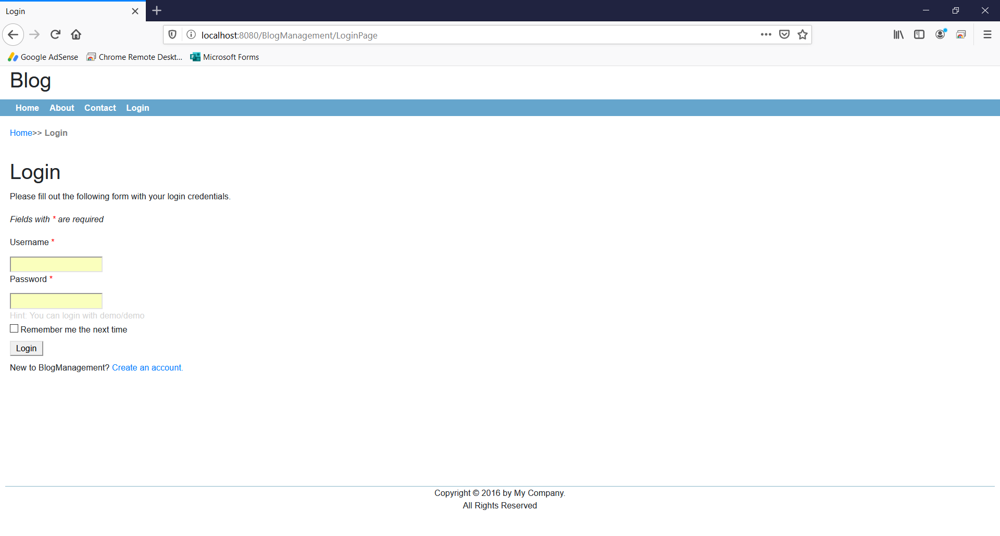 Login
localhost:8080/BlogManagement/LoginPage
Google AdSense Chrome Remote Deskt... Microsoft Forms
Blog
Home About Contact Login
Home>> Login
Login
Please fill out the following form with your login credentials.
Fields with * are required
Username *
Password *
Hint: You can login with demo/demo
Remember me the next time
Login
New to BlogManagement? Create an account.
Copyright © 2016 by My Company.
All Rights Reserved